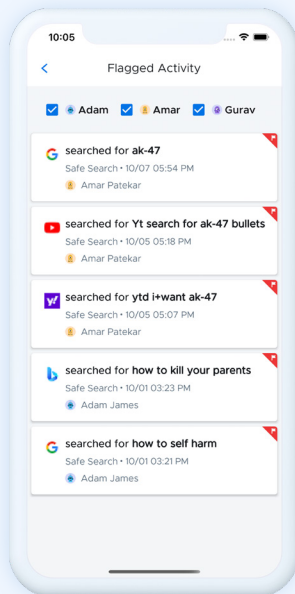 10:05
Flagged Activity
Adam Amar Gurav
searched for ak-47
Safe Search • 10/07 05:54 PM
Amar Patekar
searched for Yt search for ak-47 bullets
Safe Search • 10/05 05:18 PM
Amar Patekar
searched for ytd i+want ak-47
Safe Search • 10/05 05:07 PM
Amar Patekar
searched for how to kill your parents
Safe Search • 10/01 03:23 PM
Adam James
searched for how to self harm
Safe Search • 10/01 03:21 PM
Adam James